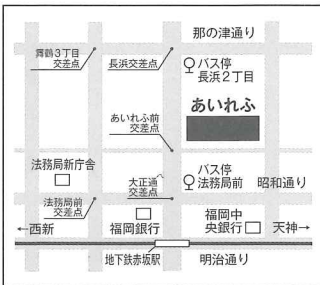 那の津通り
舞鶴3丁目
交差点
長浜交差点
バス停
長浜2丁目
あいれふ
あいれふ前
交差点
法務局新庁舎
大正通
交差点
バス停
法務局前
昭和通り
法務局前
交差点
福岡銀行
福岡中
央銀行
←西新
天神→
地下鉄赤坂駅
明治通り